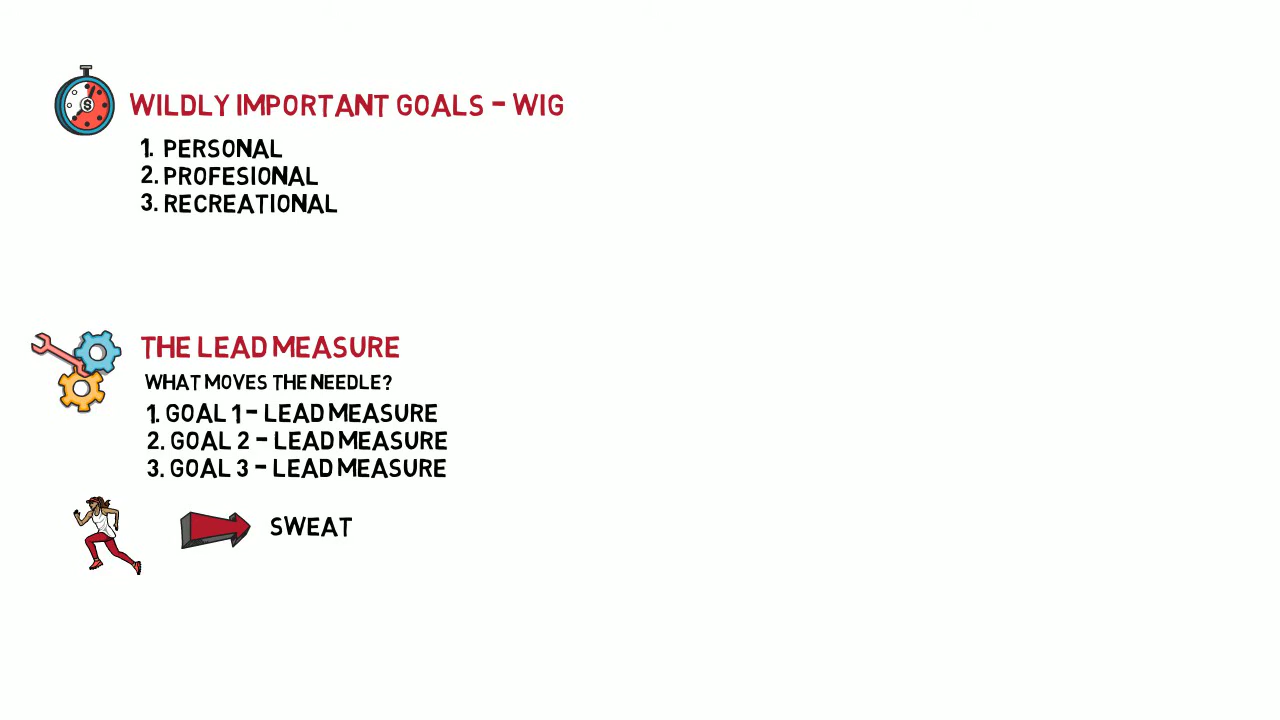 WILDLY IMPORTANT GOALS - WIG
1. PERSONAL
2. PROFESIONAL
3. RECREATIONAL
THE LEAD MEASURE
WHAT MOVES THE NEEDLE?
1. GOAL 1 - LEAD MEASURE
2. GOAL 2 - LEAD MEASURE
3. GOAL 3 - LEAD MEASURE
SWEAT